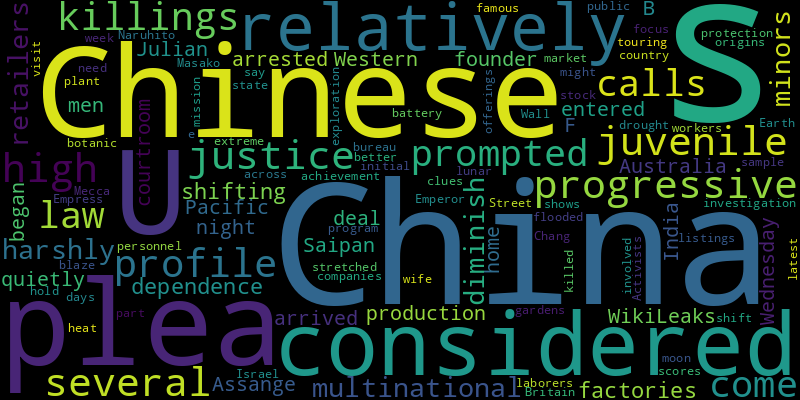 famous
public
B
killings
relatively
S
retailers
week
Naruhito
Julian
focus
protection
origins
touring
country
visit
Masako
arrested
Western
founder
market
minors
need
say
state
might
Chinese
plant
men
mission
exploration
offerings
calls
stock
entered
battery
Wall
F
drought
workers
Earth
botanic
courtroom
e
extreme
justice
bureau
better
prompted
juvenile
high
U
across
achievement
initial
lunar
Australia
sample
Mecca
Empress
shifting
clues
progressive
began
law
Pacific
night
deal
program
Emperor
Street
shows
investigation
diminish
flooded
India
China
harshly
personnel
Saipan
home
Chang
killed
involved
Activists
listings
Wednesday
latest
blaze
profile
stretched
companies
wife
quietly
hold
days
dependence
plea
heat
part
arrived
production
gardens
WikiLeaks
shift
considered
moon
scores
Israel
several
Assange
multinational
laborers
Britain
factories
come